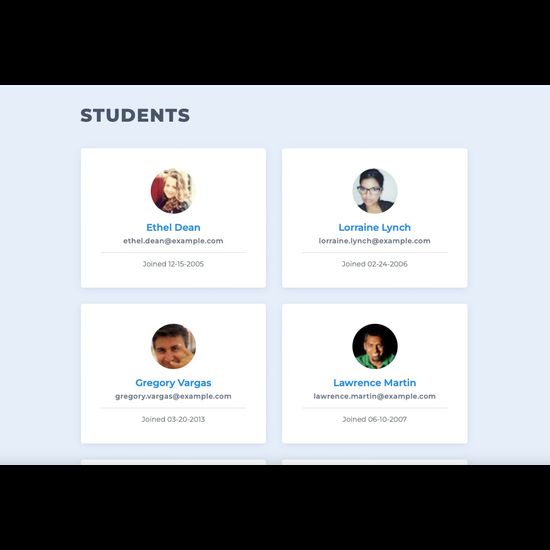 STUDENTS
Ethel Dean
ethel.dean@example.com
Joined 12-15-2005
Lorraine Lynch
lorraine.lynch@example.com
Joined 02-24-2006
Gregory Vargas
gregory.vargas@example.com
Joined 03-20-2013
Lawrence Martin
lawrence.martin@example.com
Joined 06-10-2007